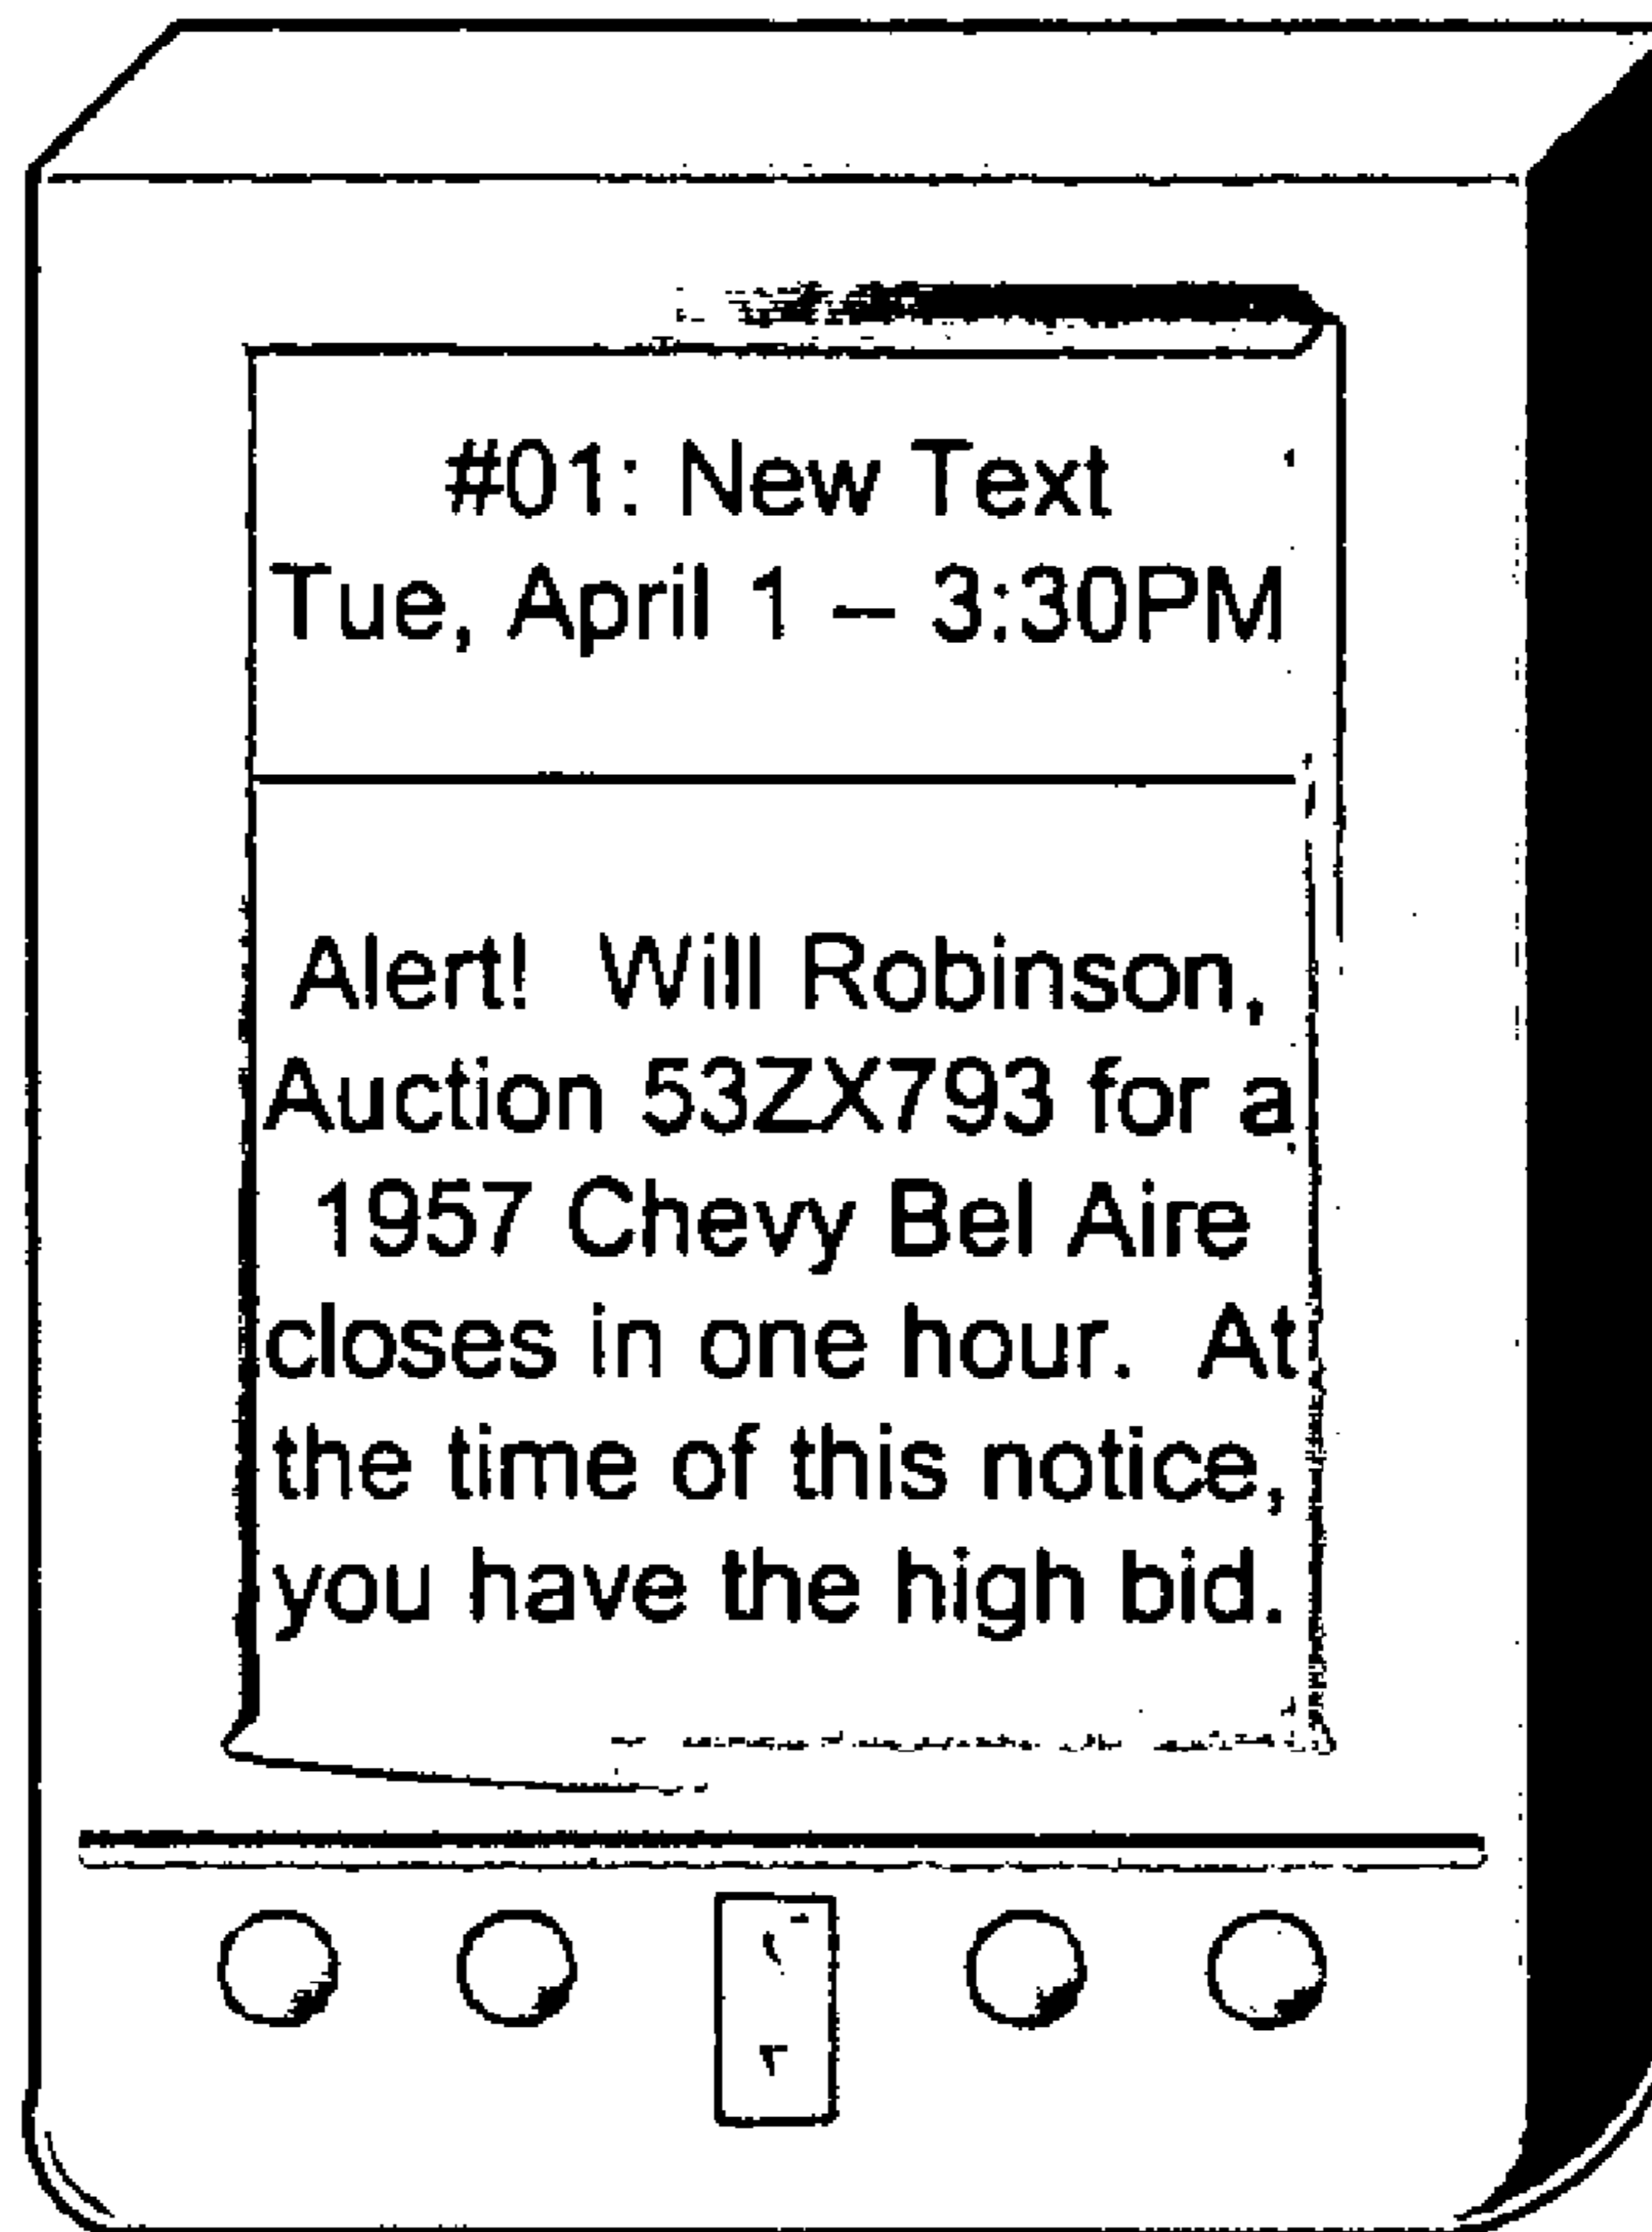 #01: New Text
Tue, April 1 – 3:30PM
Alert!  Will Robinson,
Auction 53ZX793 for a
1957 Chevy Bel Aire
closes in one hour.  At
the time of this notice,
you have the high bid.